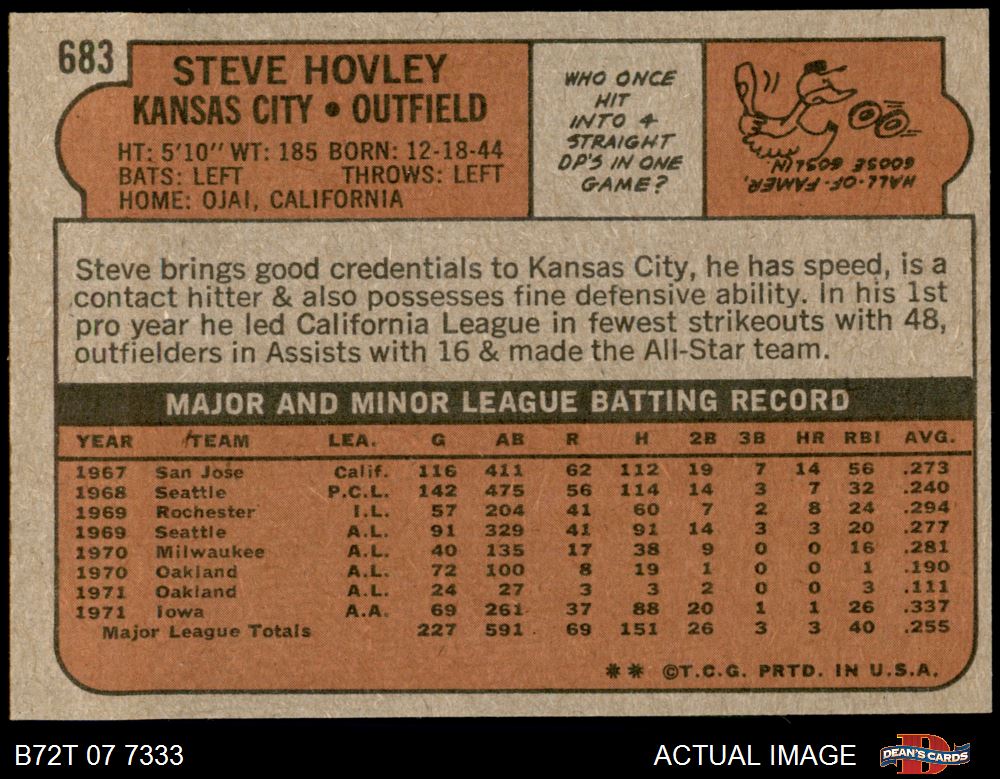 683
STEVE HOVLEY
KANSAS CITY • OUTFIELD
HT: 5'10" WT: 185 BORN: 12-18-44
BATS: LEFT THROWS: LEFT
HOME: OJAI, CALIFORNIA
WHO ONCE
HIT
INTO 4
STRAIGHT
DP'S IN ONE
GAME?
HALL-OF-FAMER,
GOOSE GOSLIN
Steve brings good credentials to Kansas City, he has speed, is a
contact hitter & also possesses fine defensive ability. In his 1st
pro year he led California League in fewest strikeouts with 48,
outfielders in Assists with 16 & made the All-Star team.
MAJOR AND MINOR LEAGUE BATTING RECORD
YEAR TEAM LEA. G AB R H 2B 3B HR RBI AVG.
1967 San Jose Calif. 116 411 62 112 19 7 14 56 .273
1968 Seattle P.C.L. 142 475 56 114 14 3 7 32 .240
1969 Rochester I.L. 57 204 41 60 7 2 8 24 .294
1969 Seattle A.L. 91 329 41 91 14 3 3 20 .277
1970 Milwaukee A.L. 40 135 17 38 9 0 0 16 .281
1970 Oakland A.L. 72 100 8 19 1 0 0 1 .190
1971 Oakland A.L. 24 27 3 3 2 0 0 3 .111
1971 Iowa A.A. 69 261 37 88 20 1 1 26 .337
Major League Totals 227 591 69 151 26 3 3 40 .255
** ©T.C.G. PRTD. IN U.S.A.
B72T 07 7333 ACTUAL IMAGE DEAN'S CARDS